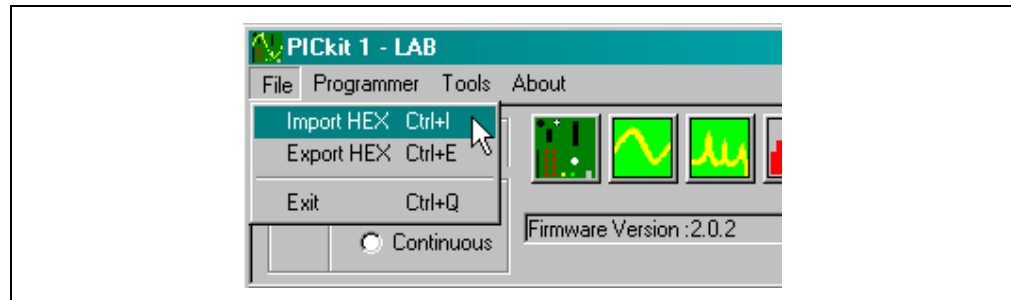 PICkit 1 - LAB
File Programmer Tools About
Import HEX Ctrl+I
Export HEX Ctrl+E
Exit Ctrl+Q
Firmware Version :2.0.2
Continuous